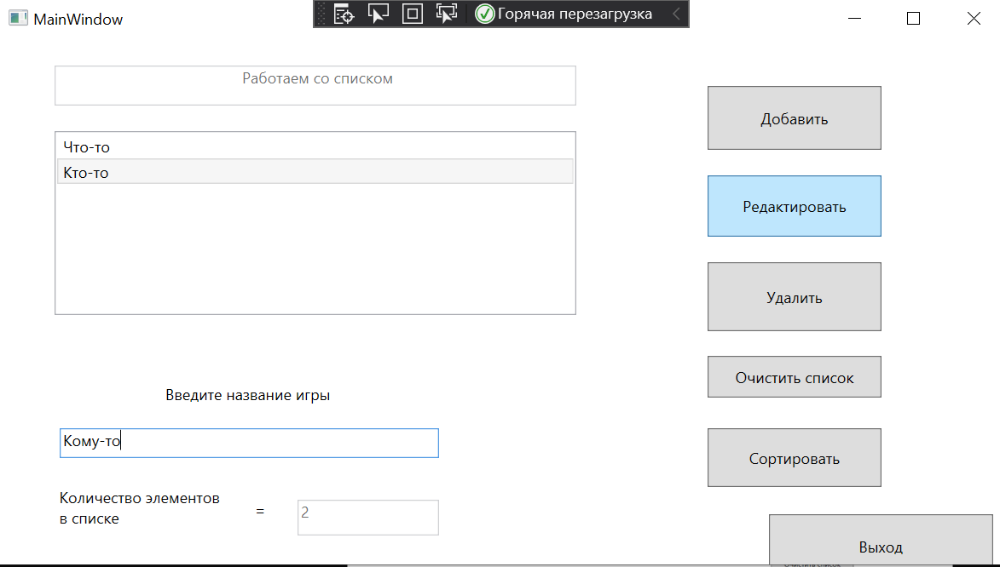 MainWindow
Горячая перезагрузка
Работаем со списком
Что-то
Кто-то
Введите название игры
Кому-то
Количество элементов
в списке
=
2
Добавить
Редактировать
Удалить
Очистить список
Сортировать
Выход